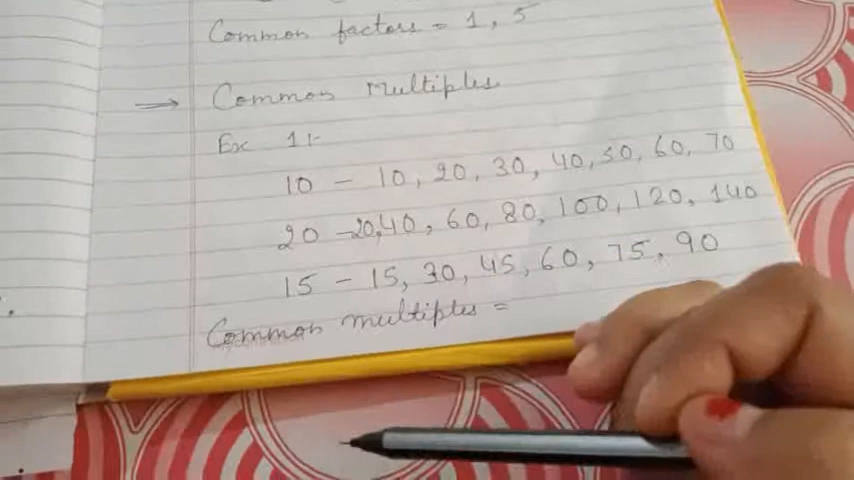 Common factors = 1, 5
→ Common Multiples
Ex 1:-
10 - 10, 20, 30, 40, 50, 60, 70
20 - 20, 40, 60, 80, 100, 120, 140
15 - 15, 30, 45, 60, 75, 90
Common multiples =